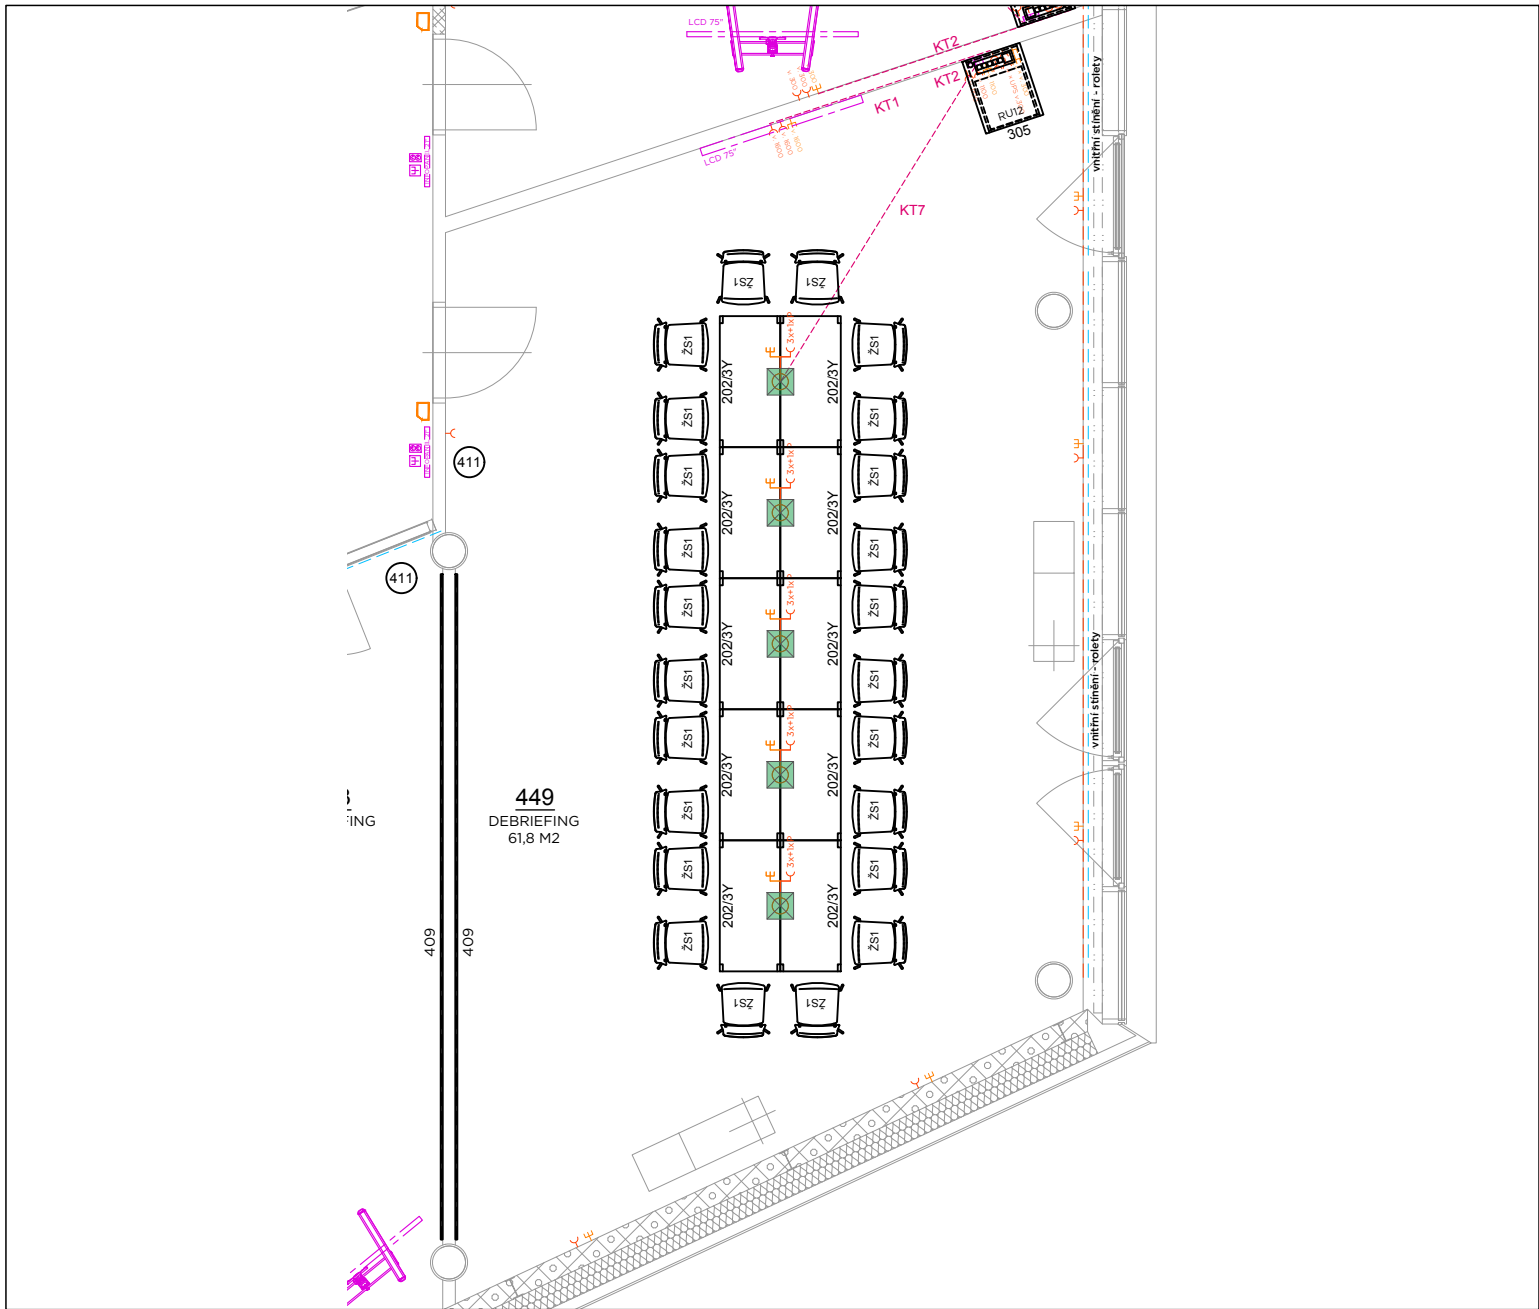 LCD 75"
KT2
KT2
KT1
LCD 75"
RU12
305
KT7
vnitřní stínění - rolety
ŽS1
ŽS1
3x+1x
ŽS1
202/3Y
202/3Y
ŽS1
ŽS1
ŽS1
411
3x+1x
ŽS1
202/3Y
202/3Y
ŽS1
ŽS1
ŽS1
411
3x+1x
ŽS1
202/3Y
202/3Y
ŽS1
ŽS1
ŽS1
vnitřní stínění - rolety
3x+1x
ŽS1
202/3Y
202/3Y
ŽS1
ŽS1
ŽS1
449
DEBRIEFING
61,8 M2
FING
3x+1x
ŽS1
202/3Y
202/3Y
ŽS1
409
409
ŽS1
ŽS1
ŽS1
ŽS1